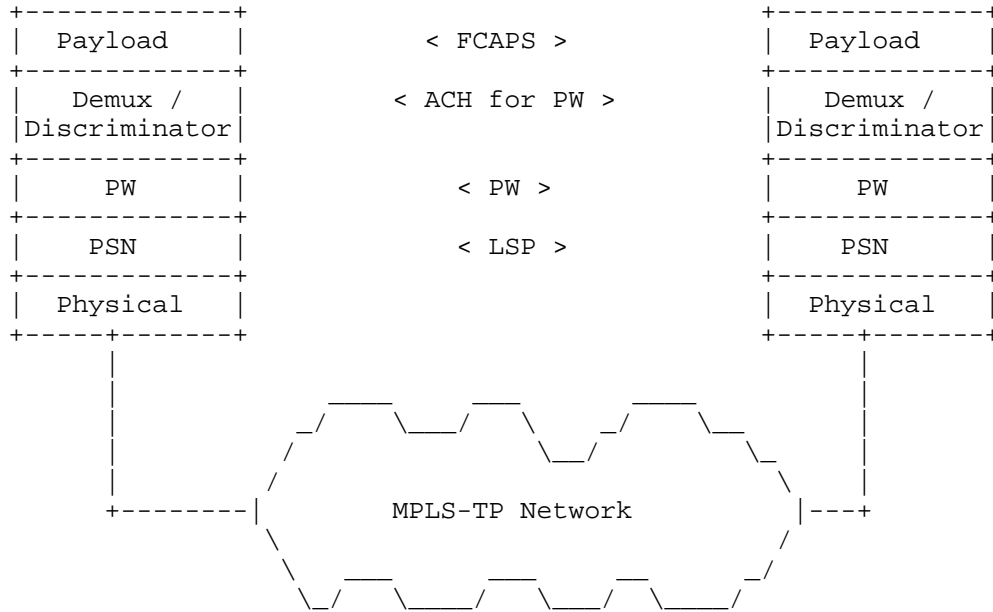 Payload < FCAPS > Payload
Demux / < ACH for PW > Demux /
Discriminator Discriminator
PW < PW > PW
PSN < LSP > PSN
Physical Physical
MPLS-TP Network